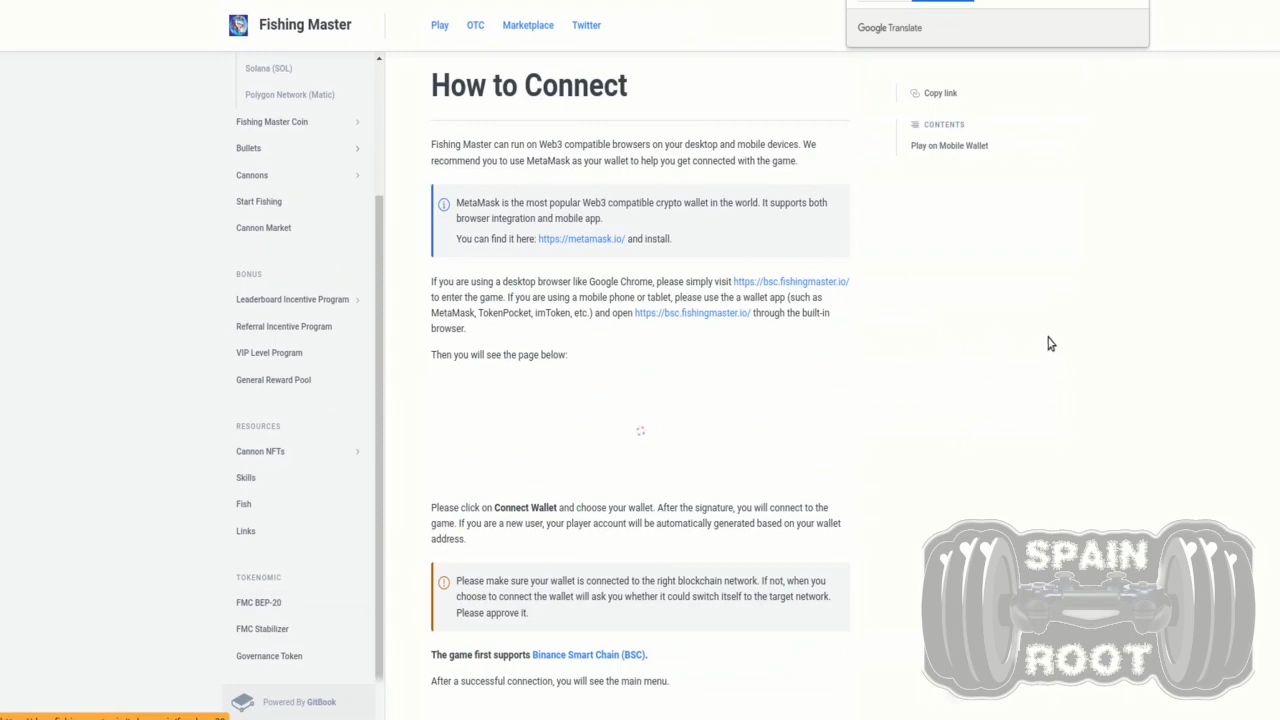 Fishing Master
Play
OTC
Marketplace
Twitter
Google Translate
Solana (SOL)
Polygon Network (Matic)
Fishing Master Coin
Bullets
Cannons
Start Fishing
Cannon Market
BONUS
Leaderboard Incentive Program
Referral Incentive Program
VIP Level Program
General Reward Pool
RESOURCES
Cannon NFTs
Skills
Fish
Links
TOKENOMIC
FMC BEP-20
FMC Stabilizer
Governance Token
Powered By GitBook
How to Connect
Fishing Master can run on Web3 compatible browsers on your desktop and mobile devices. We
recommend you to use MetaMask as your wallet to help you get connected with the game.
MetaMask is the most popular Web3 compatible crypto wallet in the world. It supports both
browser integration and mobile app.
You can find it here: https://metamask.io/ and install.
If you are using a desktop browser like Google Chrome, please simply visit https://bsc.fishingmaster.io/
to enter the game. If you are using a mobile phone or tablet, please use the a wallet app (such as
MetaMask, TokenPocket, imToken, etc.) and open https://bsc.fishingmaster.io/ through the built-in
browser.
Then you will see the page below:
Please click on Connect Wallet and choose your wallet. After the signature, you will connect to the
game. If you are a new user, your player account will be automatically generated based on your wallet
address.
Please make sure your wallet is connected to the right blockchain network. If not, when you
choose to connect the wallet will ask you whether it could switch itself to the target network.
Please approve it.
The game first supports Binance Smart Chain (BSC).
After a successful connection, you will see the main menu.
Copy link
CONTENTS
Play on Mobile Wallet
SPAIN
ROOT